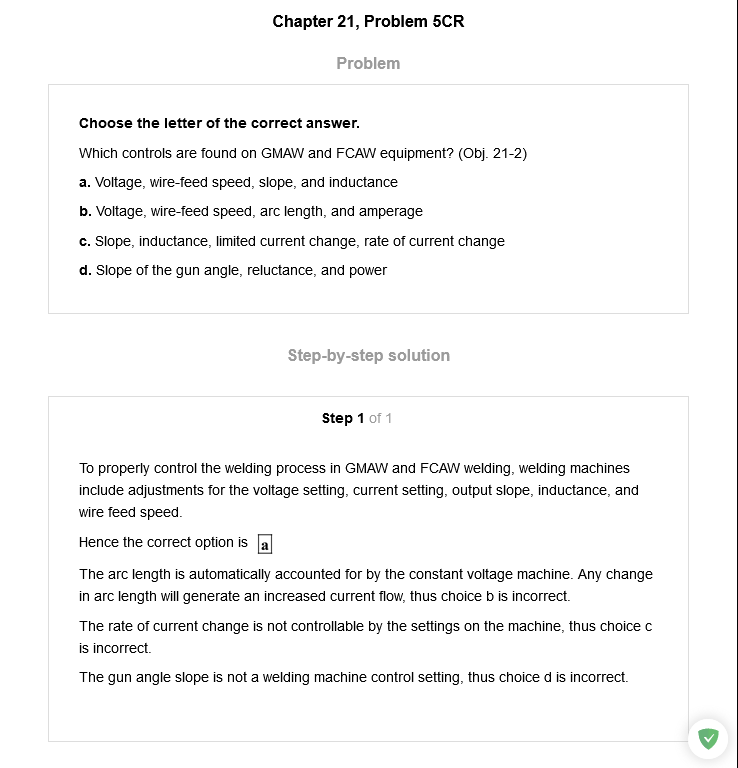 Chapter 21, Problem 5CR
Problem
Choose the letter of the correct answer.
Which controls are found on GMAW and FCAW equipment? (Obj. 21-2)
a. Voltage, wire-feed speed, slope, and inductance
b. Voltage, wire-feed speed, arc length, and amperage
c. Slope, inductance, limited current change, rate of current change
d. Slope of the gun angle, reluctance, and power
Step-by-step solution
Step 1 of 1
To properly control the welding process in GMAW and FCAW welding, welding machines
include adjustments for the voltage setting, current setting, output slope, inductance, and
wire feed speed.
Hence the correct option is a
The arc length is automatically accounted for by the constant voltage machine. Any change
in arc length will generate an increased current flow, thus choice b is incorrect.
The rate of current change is not controllable by the settings on the machine, thus choice c
is incorrect.
The gun angle slope is not a welding machine control setting, thus choice d is incorrect.